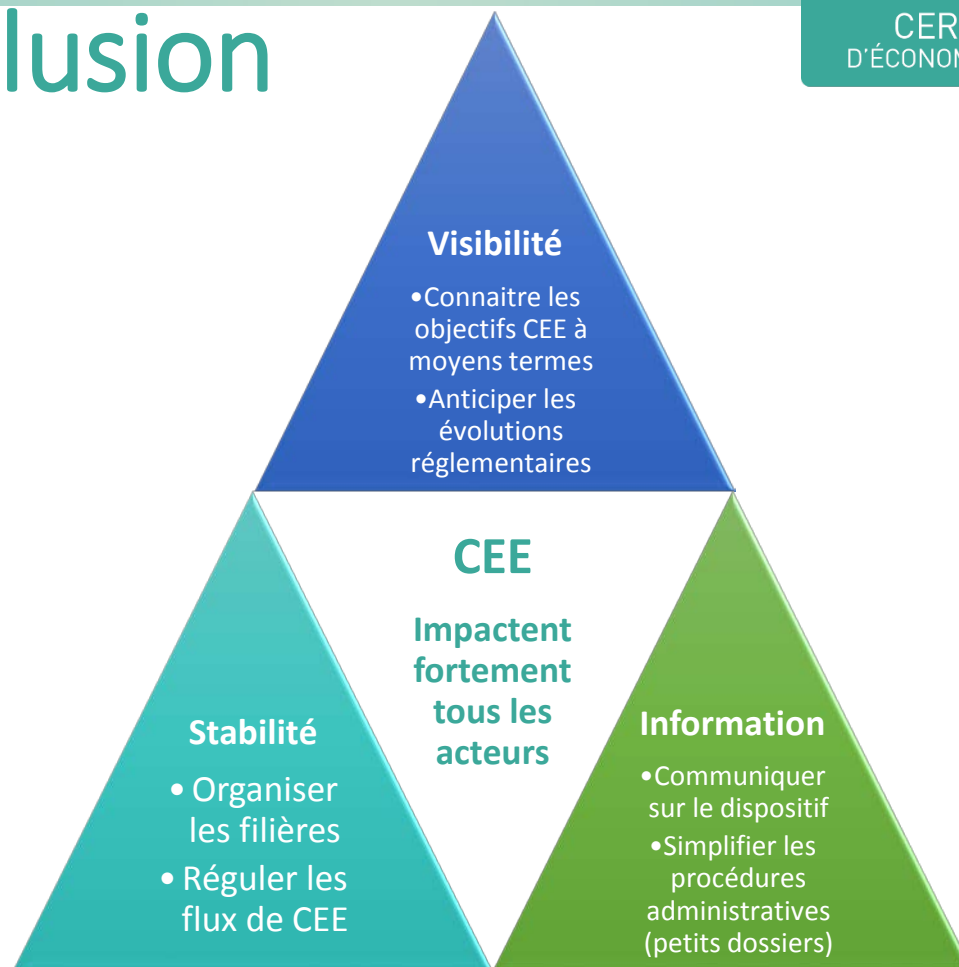 lusion
CER
D'ÉCONOM
Visibilité
•Connaitre les
objectifs CEE à
moyens termes
•Anticiper les
évolutions
réglementaires
CEE
Impactent
fortement
tous les
acteurs
Stabilité
• Organiser
les filières
• Réguler les
flux de CEE
Information
•Communiquer
sur le dispositif
•Simplifier les
procédures
administratives
(petits dossiers)